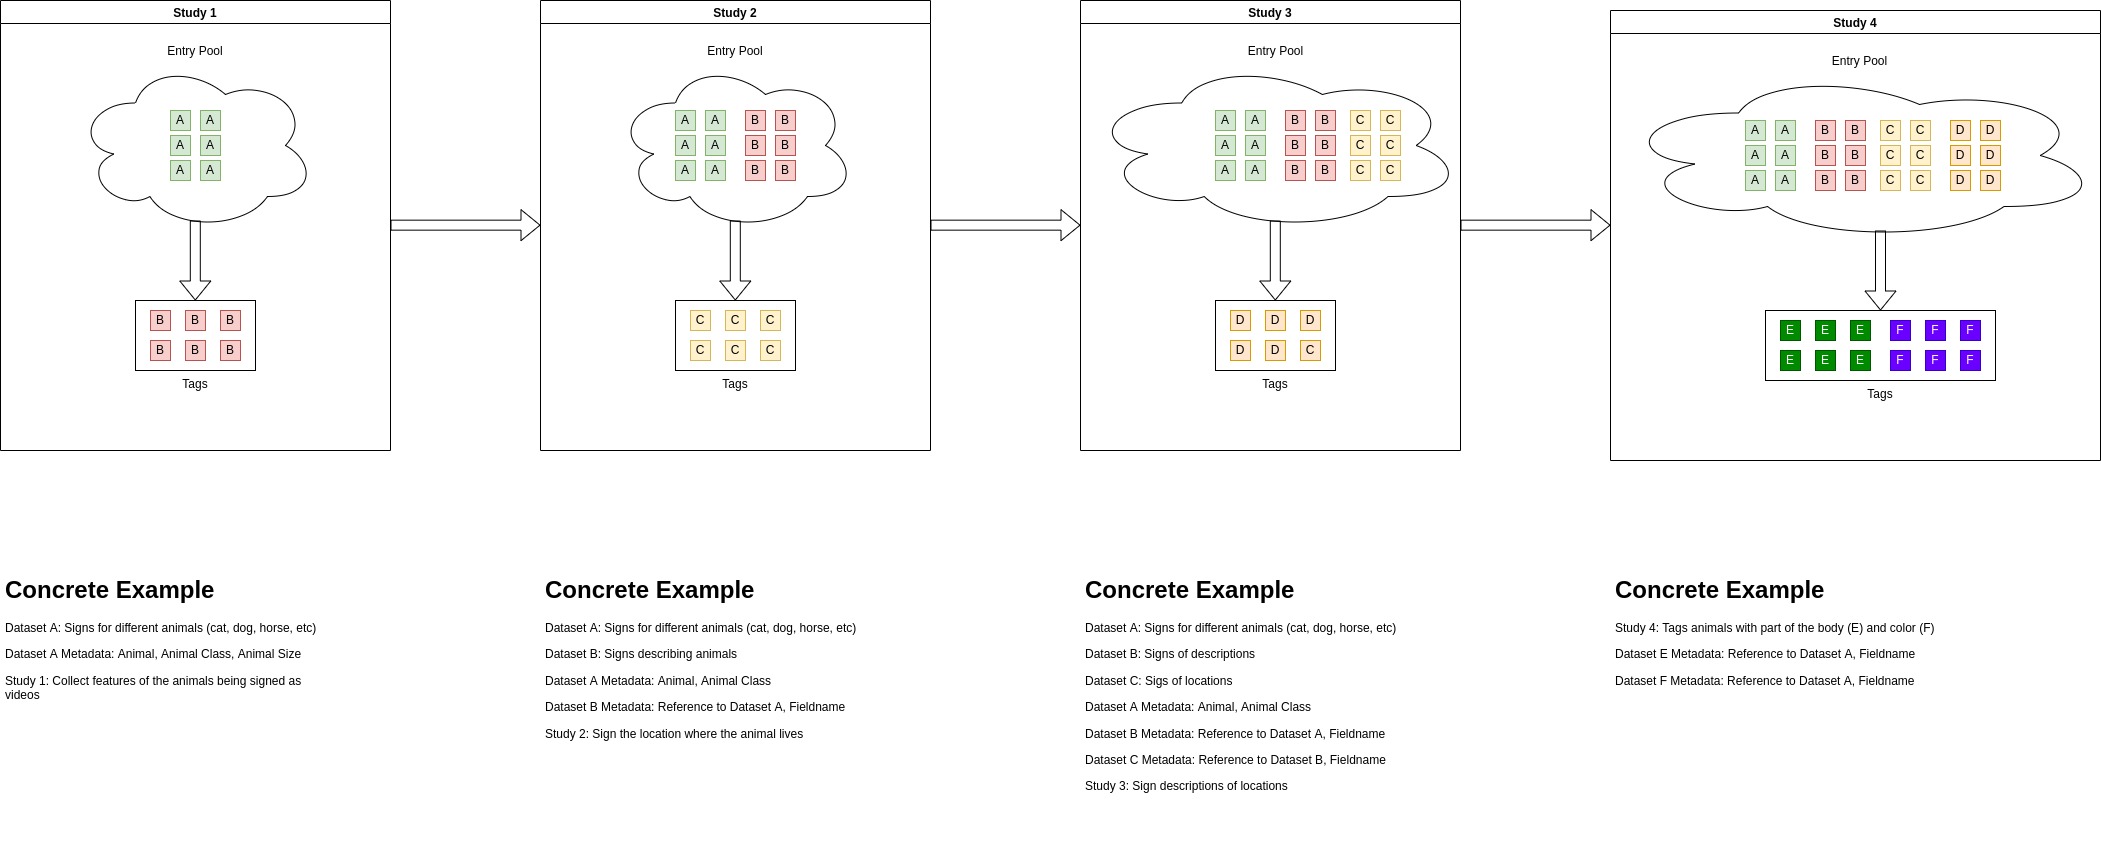 Study 1
Entry Pool
A A
A A
A A
B B B
B B B
Tags
Study 2
Entry Pool
A A B B
A A B B
A A B B
C C C
C C C
Tags
Study 3
Entry Pool
A A B B C C
A A B B C C
A A B B C C
D D D
D D C
Tags
Study 4
Entry Pool
A A B B C C D D
A A B B C C D D
A A B B C C D D
E E E F F F
E E E F F F
Tags
Concrete Example
Dataset A: Signs for different animals (cat, dog, horse, etc)
Dataset A Metadata: Animal, Animal Class, Animal Size
Study 1: Collect features of the animals being signed as
videos
Concrete Example
Dataset A: Signs for different animals (cat, dog, horse, etc)
Dataset B: Signs describing animals
Dataset A Metadata: Animal, Animal Class
Dataset B Metadata: Reference to Dataset A, Fieldname
Study 2: Sign the location where the animal lives
Concrete Example
Dataset A: Signs for different animals (cat, dog, horse, etc)
Dataset B: Signs of descriptions
Dataset C: Sigs of locations
Dataset A Metadata: Animal, Animal Class
Dataset B Metadata: Reference to Dataset A, Fieldname
Dataset C Metadata: Reference to Dataset B, Fieldname
Study 3: Sign descriptions of locations
Concrete Example
Study 4: Tags animals with part of the body (E) and color (F)
Dataset E Metadata: Reference to Dataset A, Fieldname
Dataset F Metadata: Reference to Dataset A, Fieldname